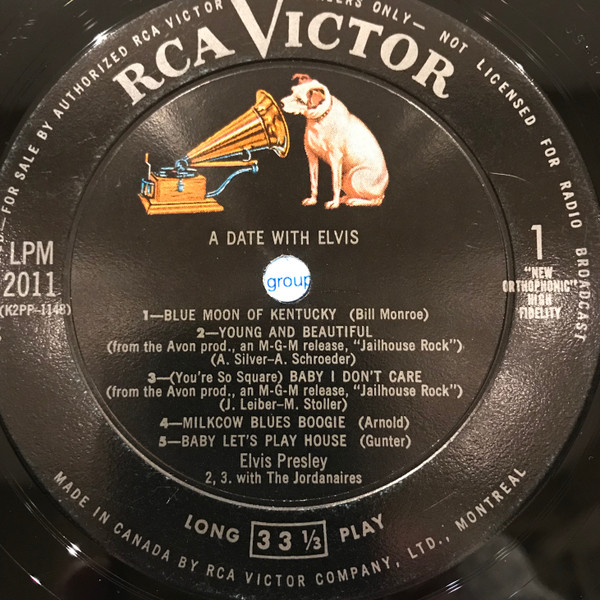 FOR SALE BY AUTHORIZED RCA VICTOR
ERS ONLY— NOT LICENSED FOR RADIO BROADCAST
RCA VICTOR
A DATE WITH ELVIS
LPM
2011
(K2PP-1148)
1
"NEW
ORTHOPHONIC"
HIGH
FIDELITY
group
1—BLUE MOON OF KENTUCKY (Bill Monroe)
2—YOUNG AND BEAUTIFUL
(from the Avon prod., an M-G-M release, "Jailhouse Rock")
(A. Silver–A. Schroeder)
3—(You're So Square) BABY I DON'T CARE
(from the Avon prod., an M-G-M release, "Jailhouse Rock")
(J. Leiber–M. Stoller)
4—MILKCOW BLUES BOOGIE (Arnold)
5—BABY LET'S PLAY HOUSE (Gunter)
Elvis Presley
2, 3. with The Jordanaires
LONG 33 1/3 PLAY
MADE IN CANADA BY RCA VICTOR COMPANY, LTD., MONTREAL